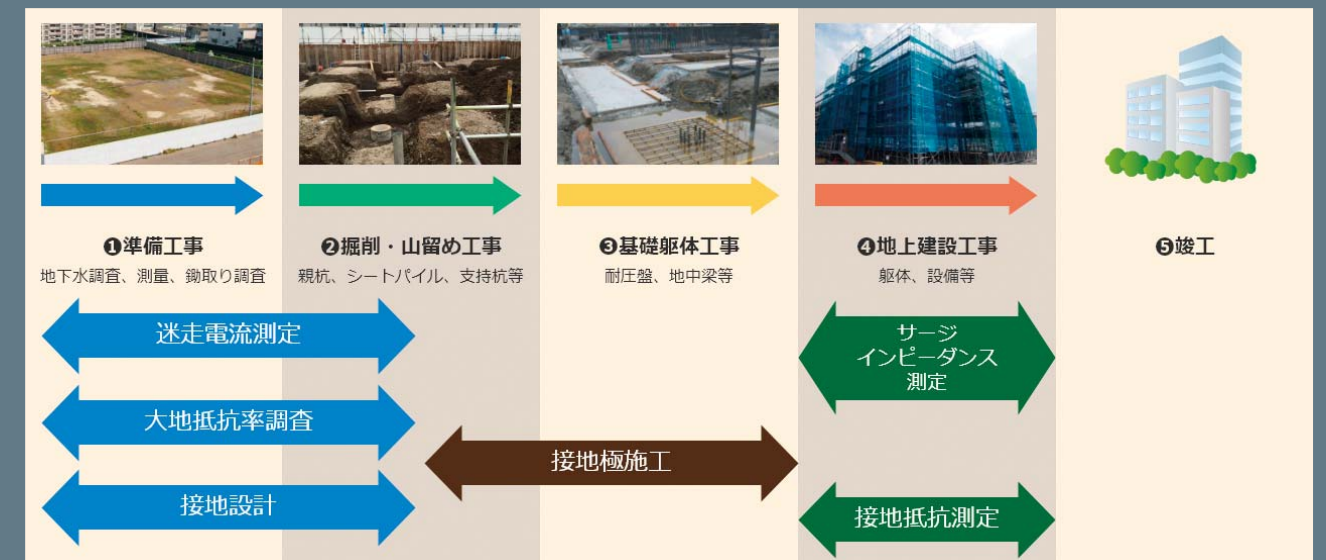 ❶準備工事
地下水調査、測量、鋤取り調査
❷掘削・山留め工事
親杭、シートパイル、支持杭等
❸基礎躯体工事
耐圧盤、地中梁等
❹地上建設工事
躯体、設備等
❺竣工
迷走電流測定
大地抵抗率調査
接地設計
接地極施工
サージ
インピーダンス
測定
接地抵抗測定